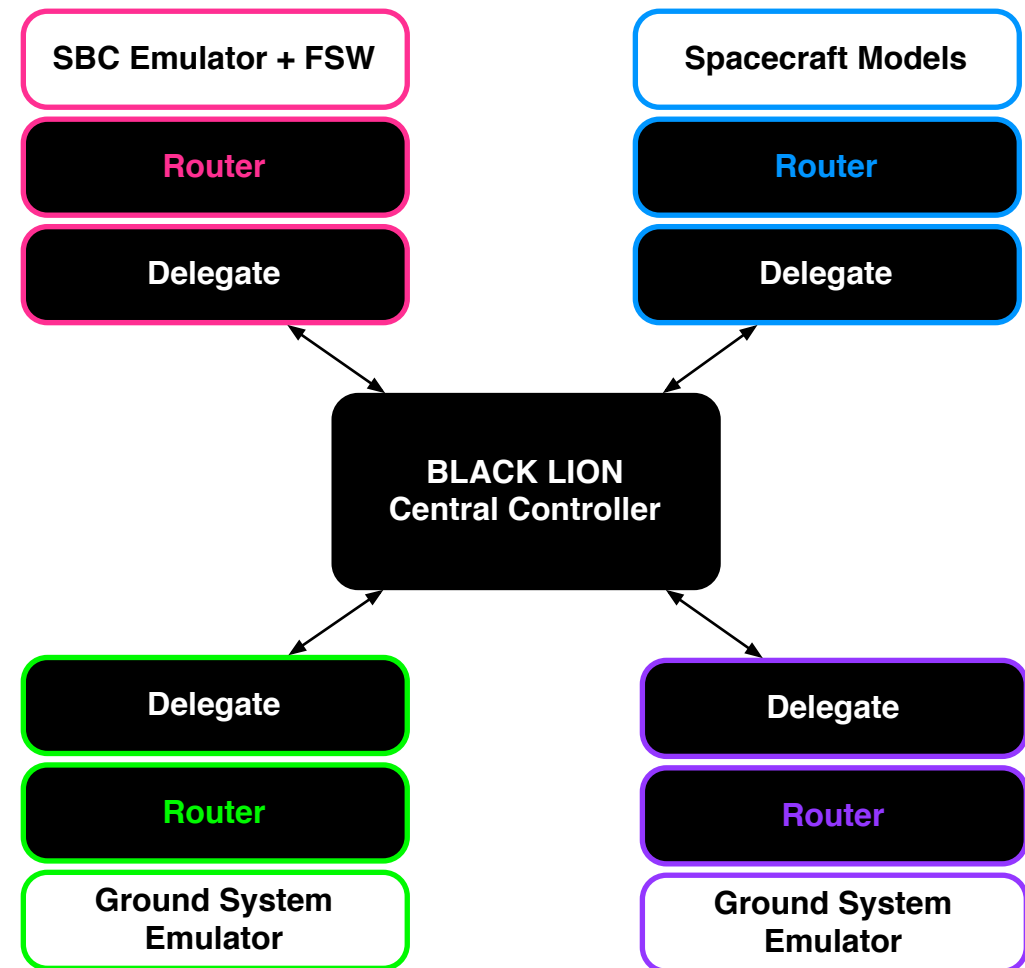 SBC Emulator + FSW
Router
Delegate
Spacecraft Models
Router
Delegate
BLACK LION
Central Controller
Delegate
Router
Ground System
Emulator
Delegate
Router
Ground System
Emulator